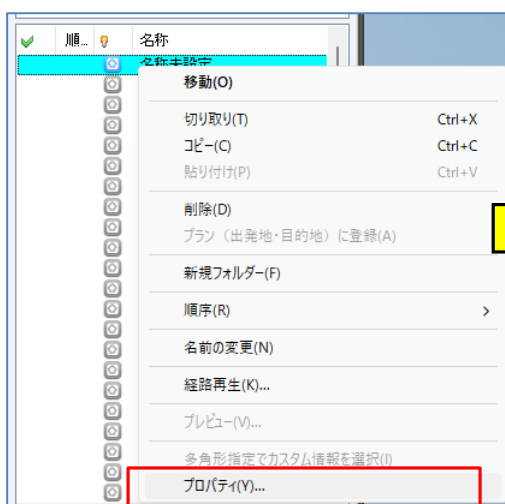 順... 名称
名称未設定
移動(O)
切り取り(T) Ctrl+X
コピー(C) Ctrl+C
貼り付け(P) Ctrl+V
削除(D)
プラン（出発地・目的地）に登録(A)
新規フォルダー(F)
順序(R)
名前の変更(N)
経路再生(K)...
プレビュー(V)...
多角形指定でカスタム情報を選択(I)
プロパティ(Y)...